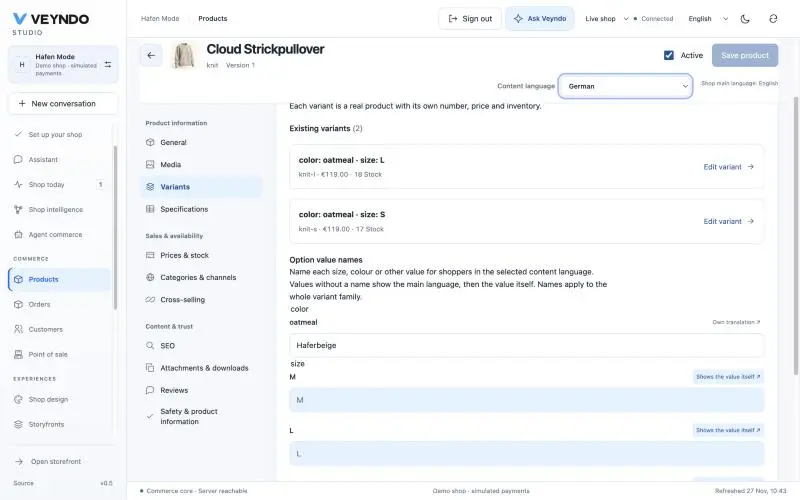 VEYNDO
STUDIO
H
Hafen Mode
Demo shop · simulated payments
+ New conversation
Set up your shop
Assistant
Shop today
1
Shop intelligence
Agent commerce
COMMERCE
Products
Orders
Customers
Point of sale
EXPERIENCES
Shop design
Storyfronts
Open storefront
Source
v0.5
Hafen Mode
Products
Sign out
Ask Veyndo
Live shop
Connected
English
Cloud Strickpullover
knit Version 1
Active
Save product
Content language
German
Shop main language: English
Product information
General
Media
Variants
Specifications
Sales & availability
Prices & stock
Categories & channels
Cross-selling
Content & trust
SEO
Attachments & downloads
Reviews
Safety & product
information
Each variant is a real product with its own number, price and inventory.
Existing variants (2)
color: oatmeal · size: L
knit-l · €119.00 · 18 Stock
Edit variant →
color: oatmeal · size: S
knit-s · €119.00 · 17 Stock
Edit variant →
Option value names
Name each size, colour or other value for shoppers in the selected content language.
Values without a name show the main language, then the value itself. Names apply to the
whole variant family.
color
oatmeal
Own translation ↗
Haferbeige
size
M
Shows the value itself ↗
M
L
Shows the value itself ↗
L
Commerce core · Server reachable
Demo shop · simulated payments
Refreshed 27 Nov, 10:43